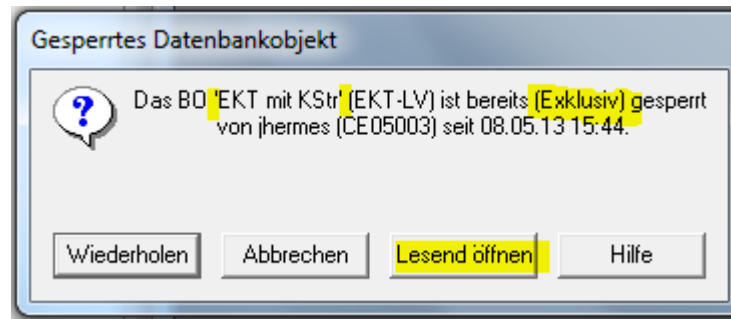 Gesperrtes Datenbankobjekt
Das BO 'EKT mit KStr' (EKT-LV) ist bereits (Exklusiv) gesperrt
von jhermes (CE05003) seit 08.05.13 15:44.
Wiederholen Abbrechen Lesend öffnen Hilfe